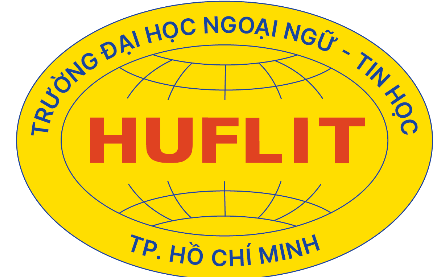 TRƯỜNG ĐẠI HỌC NGOẠI NGỮ - TIN HỌC
HUFLIT
TP. HỒ CHÍ MINH